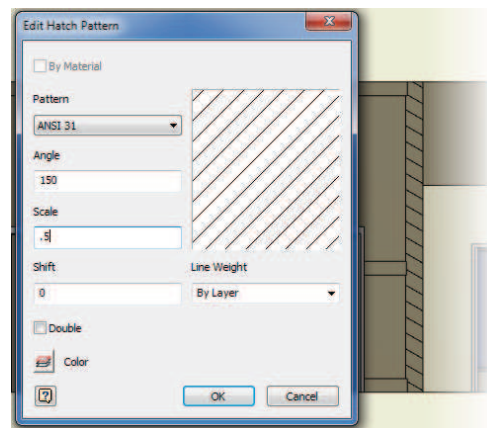 Edit Hatch Pattern
By Material
Pattern
ANSI 31
Angle
150
Scale
.5
Shift
Line Weight
0
By Layer
Double
Color
?
OK
Cancel